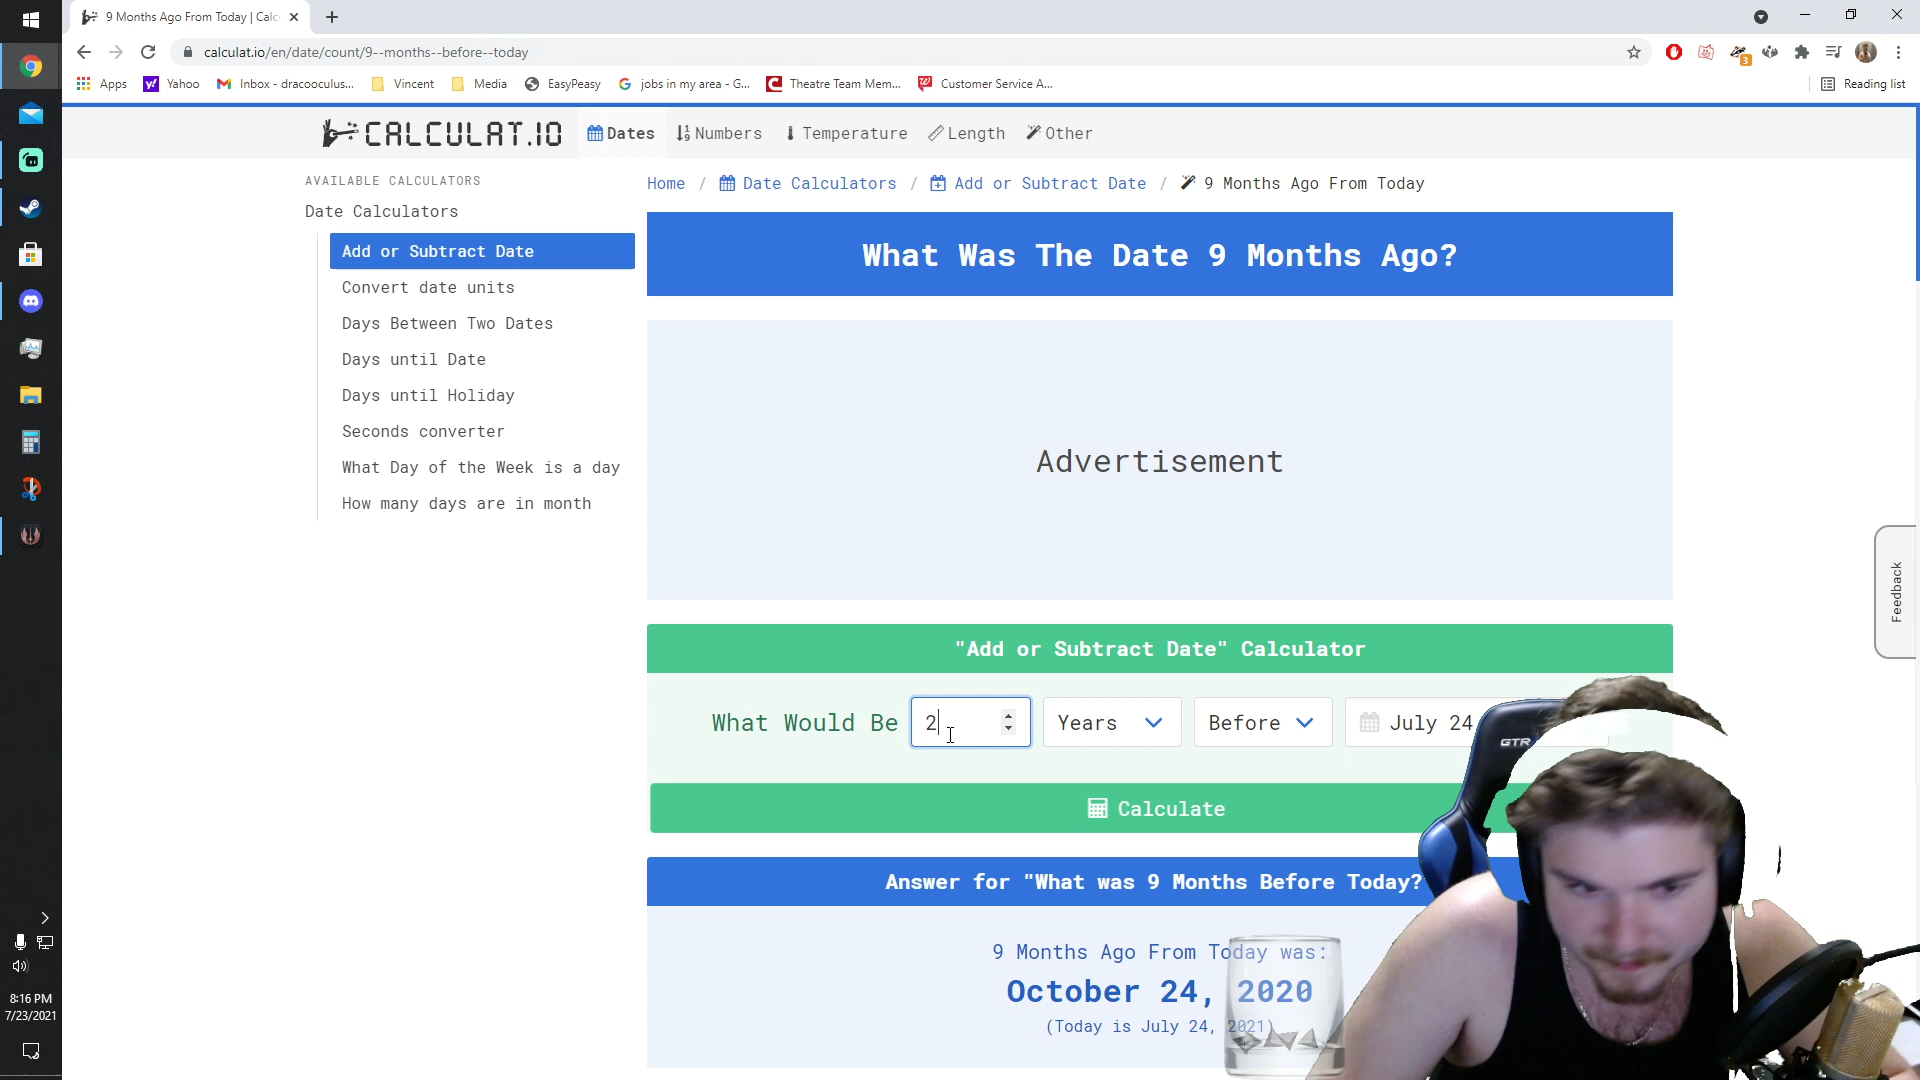 9 Months Ago From Today | Calc
calculat.io/en/date/count/9--months--before--today
3
Apps
Yahoo
Inbox - dracooculus...
Vincent
Media
EasyPeasy
jobs in my area - G...
Theatre Team Mem...
Customer Service A...
Reading list
CALCULAT.IO
Dates
Numbers
Temperature
Length
Other
AVAILABLE CALCULATORS
Date Calculators
Add or Subtract Date
Convert date units
Days Between Two Dates
Days until Date
Days until Holiday
Seconds converter
What Day of the Week is a day
How many days are in month
Home / Date Calculators / Add or Subtract Date / 9 Months Ago From Today
What Was The Date 9 Months Ago?
Advertisement
Feedback
"Add or Subtract Date" Calculator
What Would Be 2 Years Before July 24
GTR
Calculate
Answer for "What was 9 Months Before Today?
9 Months Ago From Today was:
October 24, 2020
(Today is July 24, 2021)
8:16 PM
7/23/2021